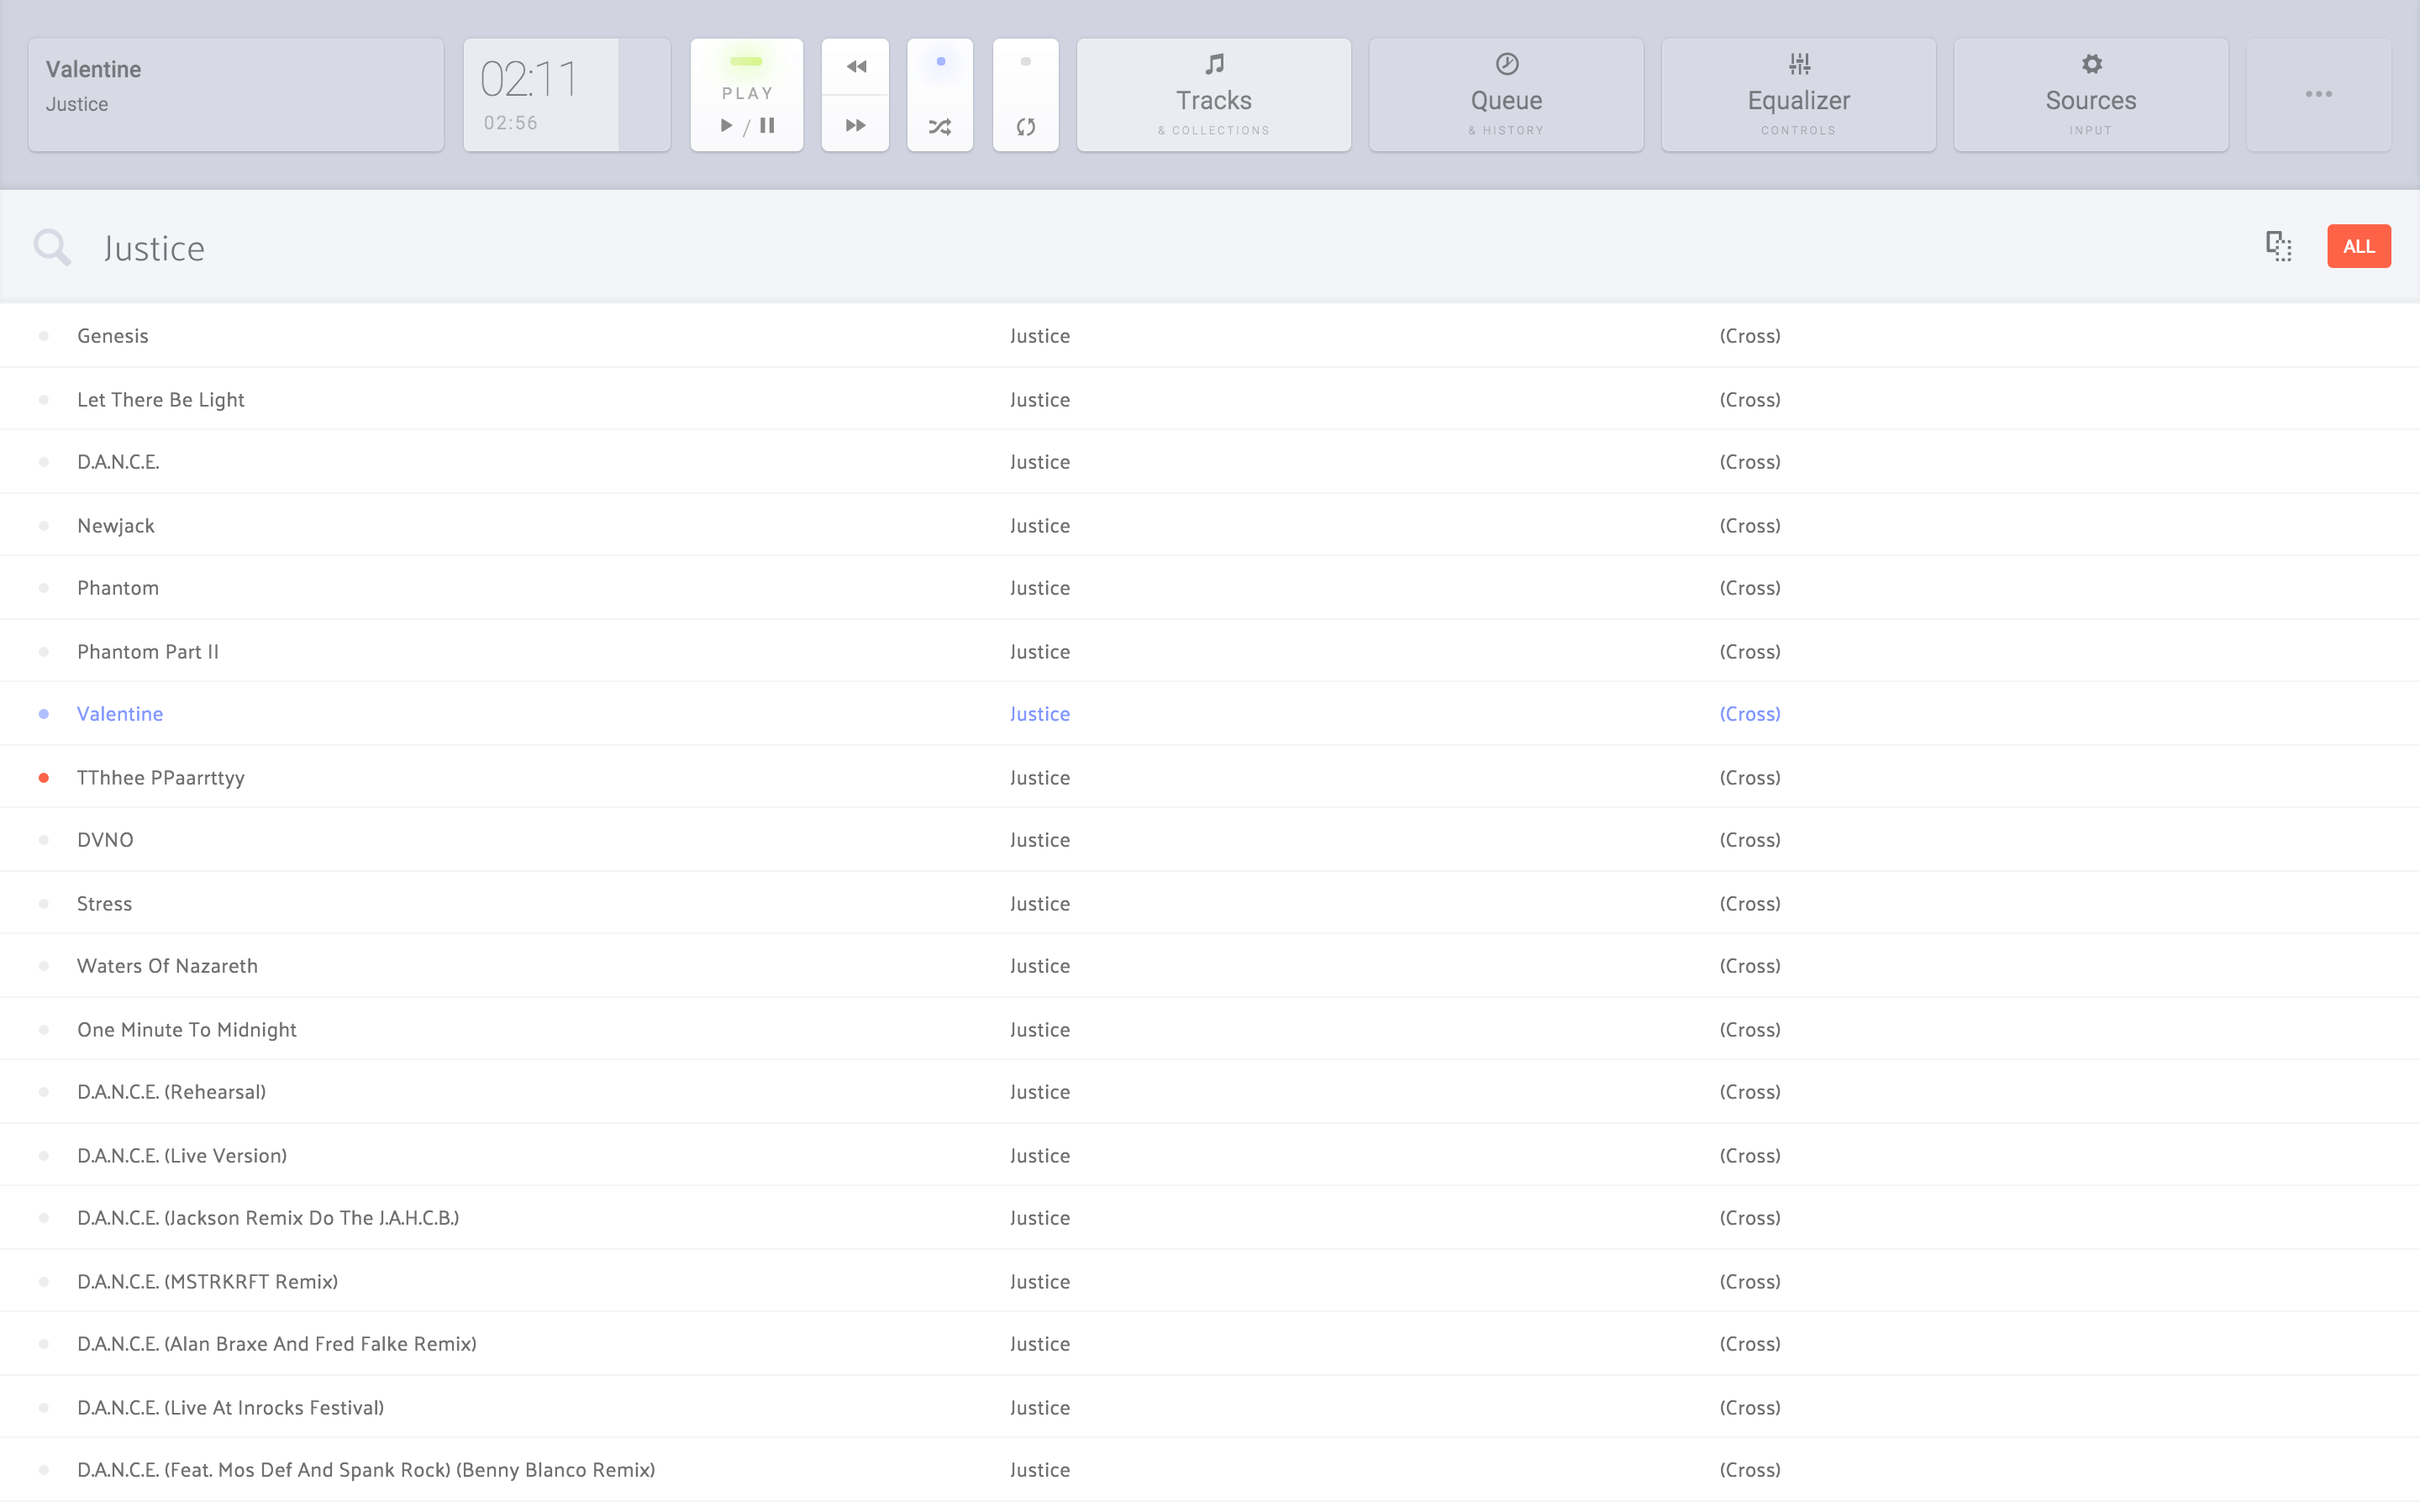 Valentine
Justice
02:11
02:56
PLAY
/
Tracks
& COLLECTIONS
Queue
& HISTORY
Equalizer
CONTROLS
Sources
INPUT
Justice
ALL
Genesis Justice (Cross)
Let There Be Light Justice (Cross)
D.A.N.C.E. Justice (Cross)
Newjack Justice (Cross)
Phantom Justice (Cross)
Phantom Part II Justice (Cross)
Valentine Justice (Cross)
TThhee PPaarrttyy Justice (Cross)
DVNO Justice (Cross)
Stress Justice (Cross)
Waters Of Nazareth Justice (Cross)
One Minute To Midnight Justice (Cross)
D.A.N.C.E. (Rehearsal) Justice (Cross)
D.A.N.C.E. (Live Version) Justice (Cross)
D.A.N.C.E. (Jackson Remix Do The J.A.H.C.B.) Justice (Cross)
D.A.N.C.E. (MSTRKRFT Remix) Justice (Cross)
D.A.N.C.E. (Alan Braxe And Fred Falke Remix) Justice (Cross)
D.A.N.C.E. (Live At Inrocks Festival) Justice (Cross)
D.A.N.C.E. (Feat. Mos Def And Spank Rock) (Benny Blanco Remix) Justice (Cross)